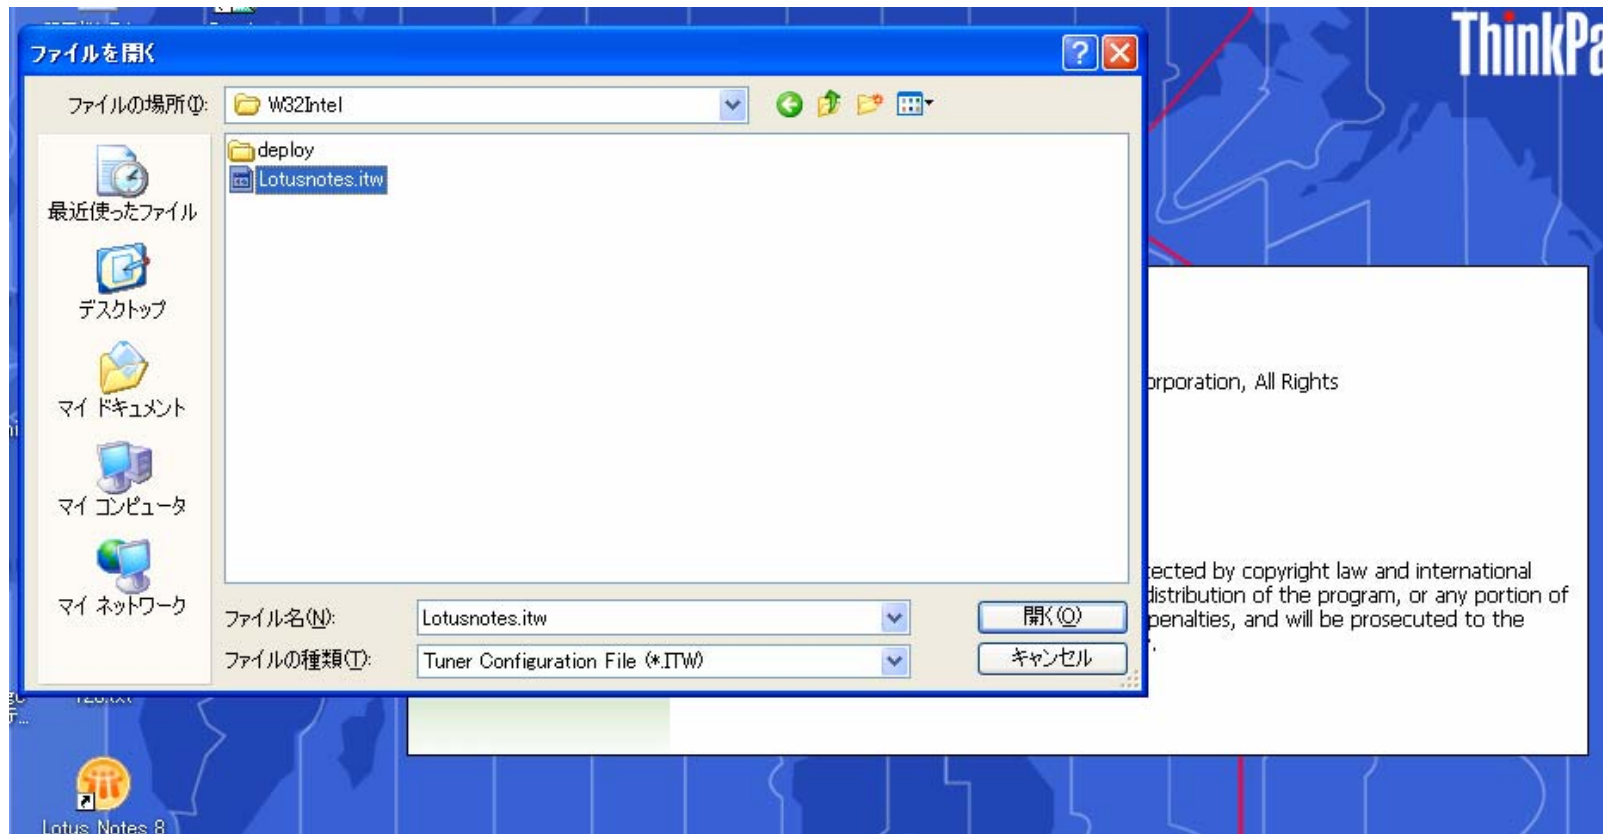 ThinkPa
ファイルを開く
ファイルの場所(I):
W32Intel
deploy
Lotusnotes.itw
最近使ったファイル
デスクトップ
マイ ドキュメント
マイ コンピュータ
マイ ネットワーク
ファイル名(N):
Lotusnotes.itw
開く(O)
ファイルの種類(T):
Tuner Configuration File (*.ITW)
キャンセル
orporation, All Rights
tected by copyright law and international
distribution of the program, or any portion of
penalties, and will be prosecuted to the
Lotus Notes 8